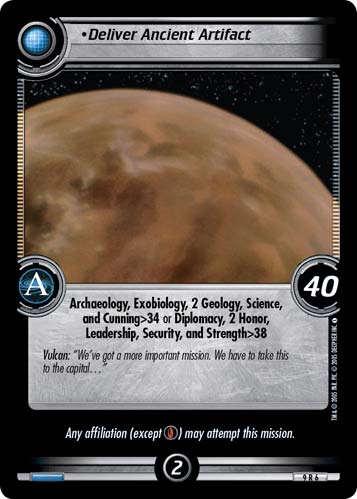 •Deliver Ancient Artifact
A
40
Archaeology, Exobiology, 2 Geology, Science,
and Cunning>34 or Diplomacy, 2 Honor,
Leadership, Security, and Strength>38
Vulcan: “We’ve got a more important mission. We have to take this
to the capital…”
Any affiliation (except ) may attempt this mission.
2
9 R 6